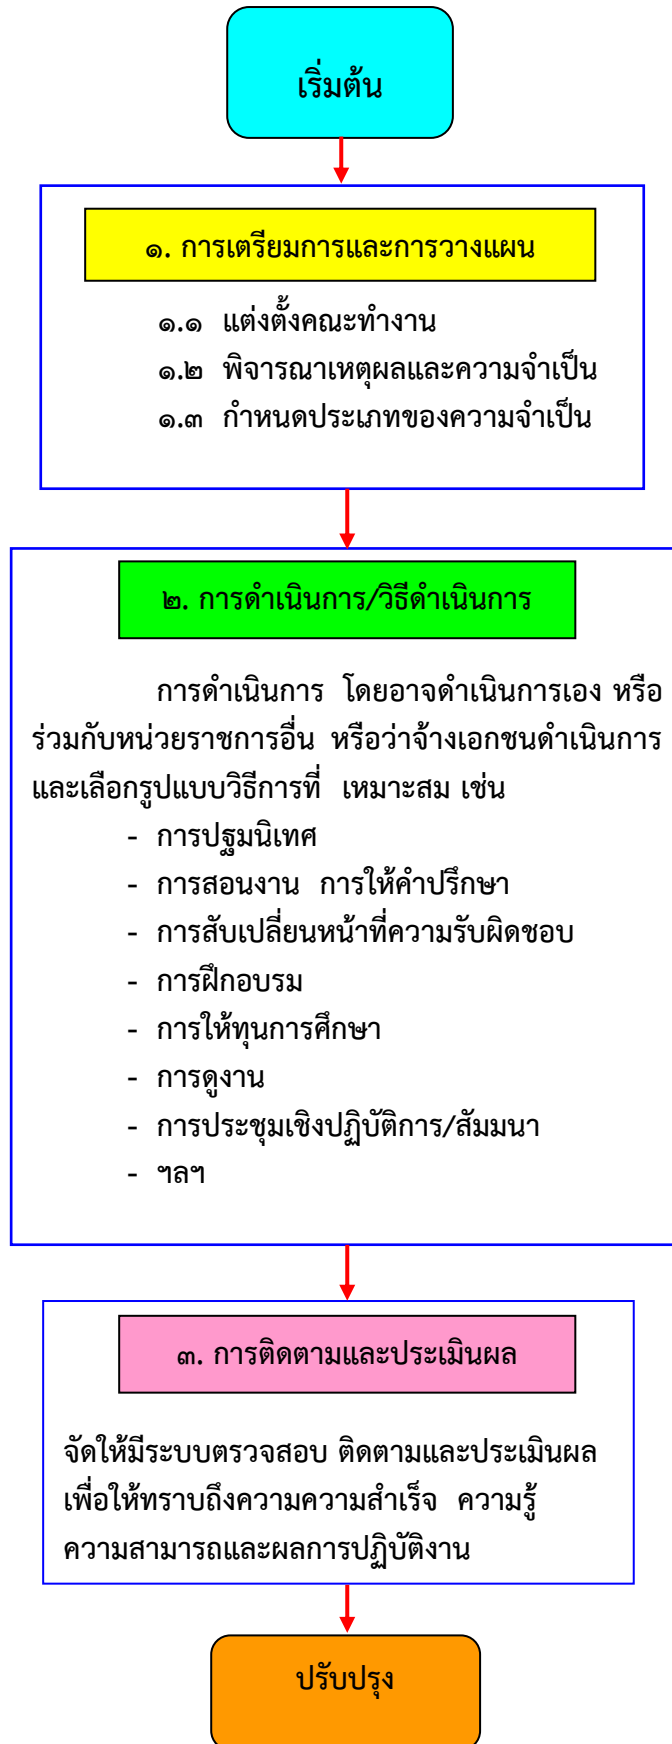 เริ่มต้น
๑. การเตรียมการและการวางแผน
๑.๑ แต่งตั้งคณะทำงาน
๑.๒ พิจารณาเหตุผลและความจำเป็น
๑.๓ กำหนดประเภทของความจำเป็น
๒. การดำเนินการ/วิธีดำเนินการ
การดำเนินการ โดยอาจดำเนินการเอง หรือ
ร่วมกับหน่วยราชการอื่น หรือว่าจ้างเอกชนดำเนินการ
และเลือกรูปแบบวิธีการที่ เหมาะสม เช่น
- การปฐมนิเทศ
- การสอนงาน การให้คำปรึกษา
- การสับเปลี่ยนหน้าที่ความรับผิดชอบ
- การฝึกอบรม
- การให้ทุนการศึกษา
- การดูงาน
- การประชุมเชิงปฏิบัติการ/สัมมนา
- ฯลฯ
๓. การติดตามและประเมินผล
จัดให้มีระบบตรวจสอบ ติดตามและประเมินผล
เพื่อให้ทราบถึงความความสำเร็จ ความรู้
ความสามารถและผลการปฏิบัติงาน
ปรับปรุง